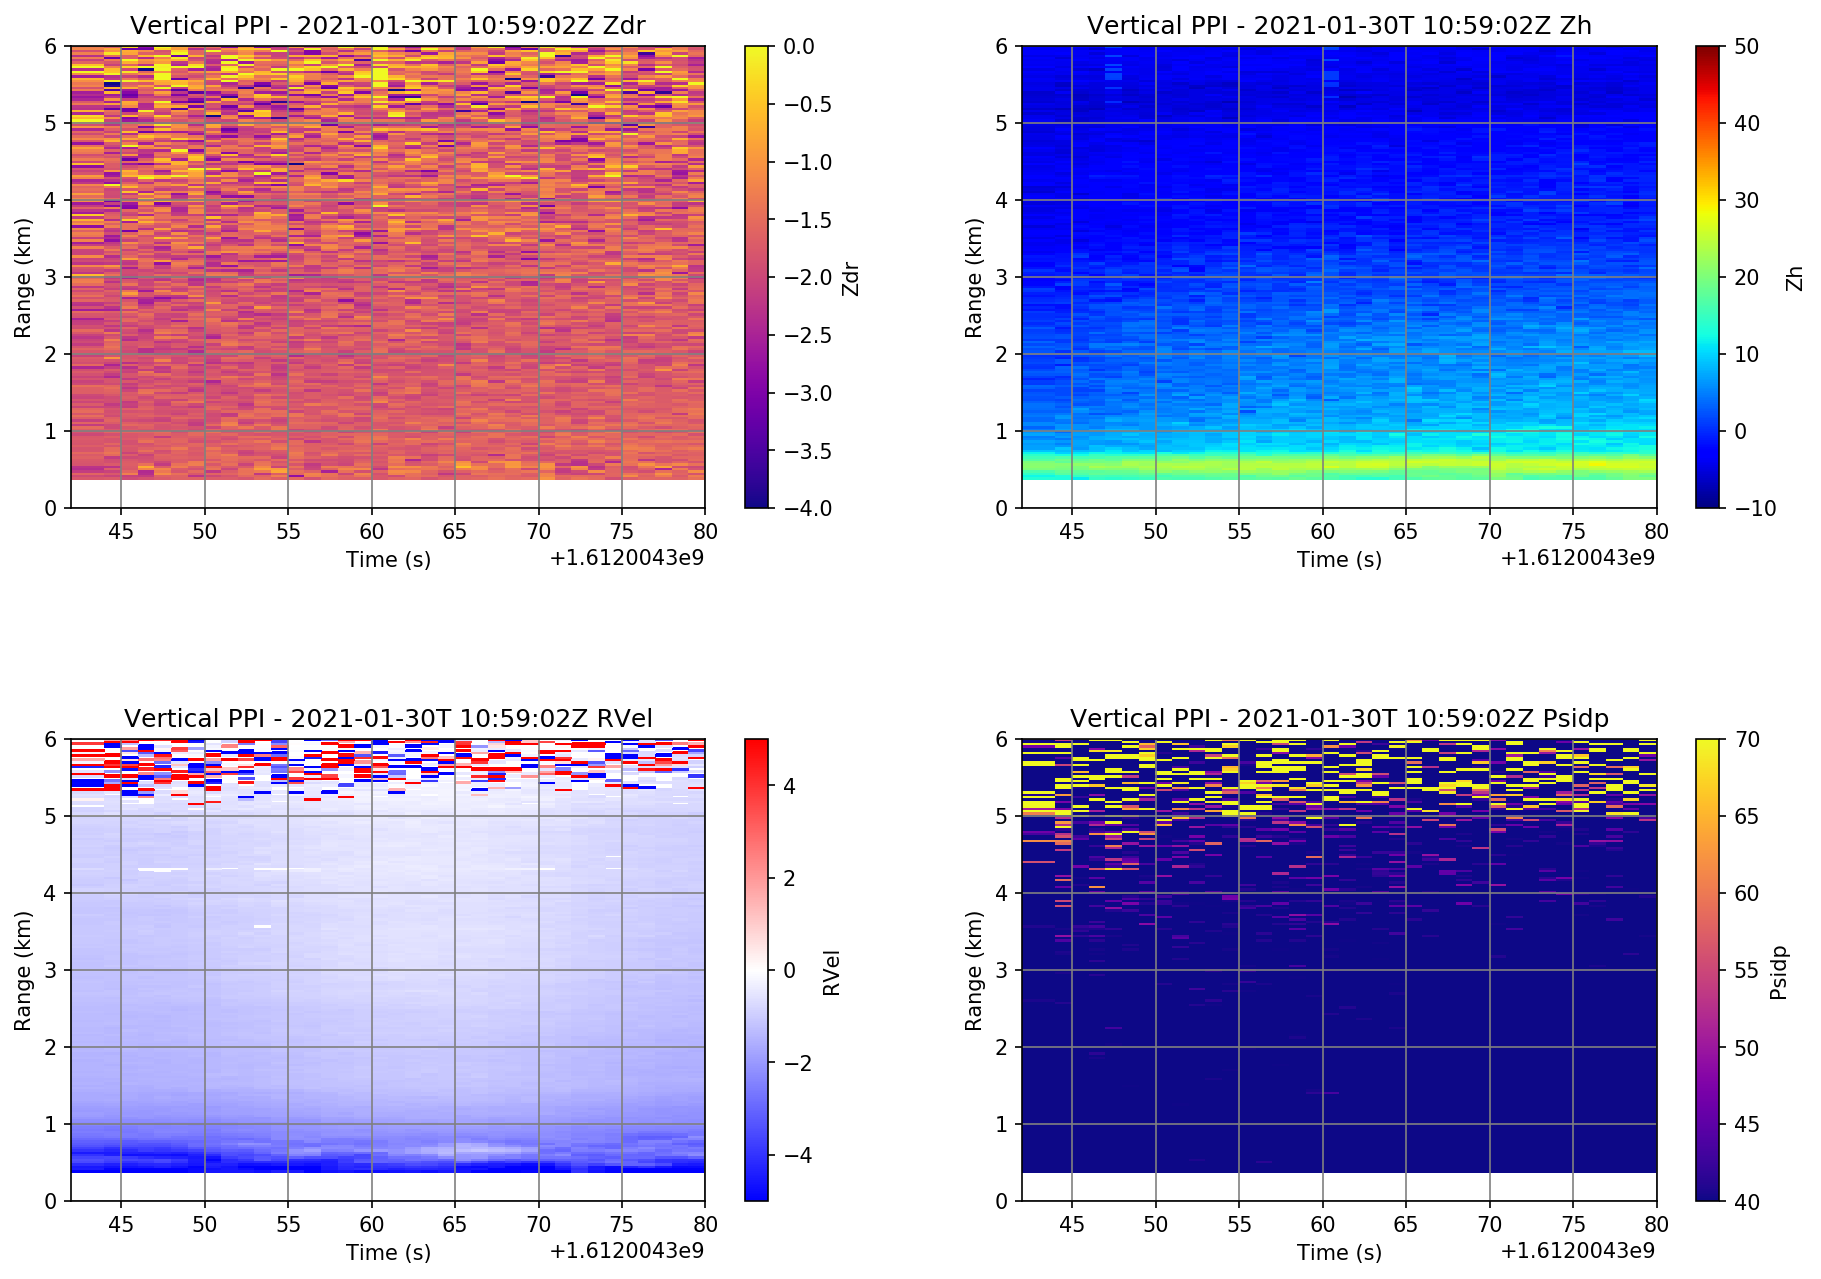 Vertical PPI - 2021-01-30T 10:59:02Z Zdr
6
5
4
3
2
1
0
Range (km)
45 50 55 60 65 70 75 80
Time (s)
+1.6120043e9
0.0
−0.5
−1.0
−1.5
−2.0
−2.5
−3.0
−3.5
−4.0
Zdr
Vertical PPI - 2021-01-30T 10:59:02Z Zh
6
5
4
3
2
1
0
Range (km)
45 50 55 60 65 70 75 80
Time (s)
+1.6120043e9
50
40
30
20
10
0
−10
Zh
Vertical PPI - 2021-01-30T 10:59:02Z RVel
6
5
4
3
2
1
0
Range (km)
45 50 55 60 65 70 75 80
Time (s)
+1.6120043e9
4
2
0
−2
−4
RVel
Vertical PPI - 2021-01-30T 10:59:02Z Psidp
6
5
4
3
2
1
0
Range (km)
45 50 55 60 65 70 75 80
Time (s)
+1.6120043e9
70
65
60
55
50
45
40
Psidp